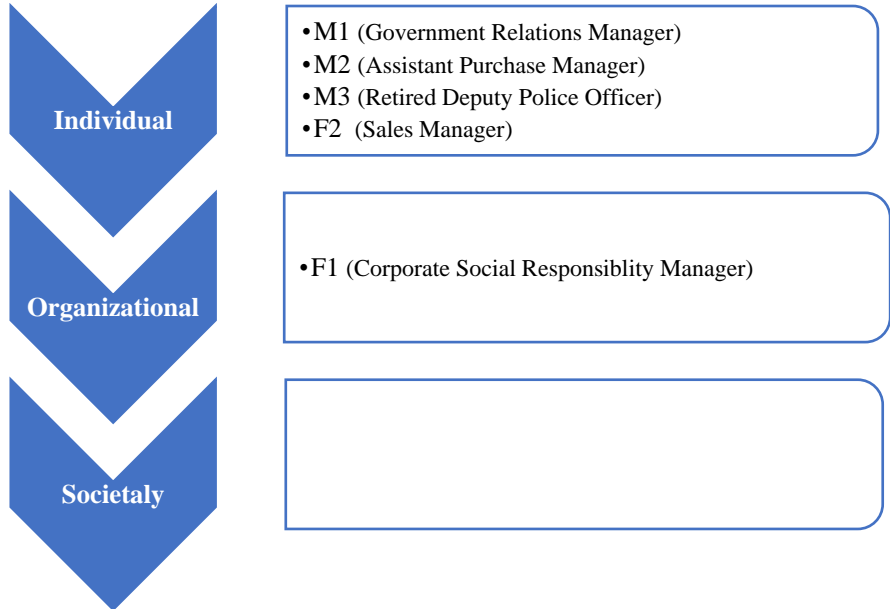 Individual
•M1 (Government Relations Manager)
•M2 (Assistant Purchase Manager)
•M3 (Retired Deputy Police Officer)
•F2 (Sales Manager)
Organizational
•F1 (Corporate Social Responsiblity Manager)
Societaly